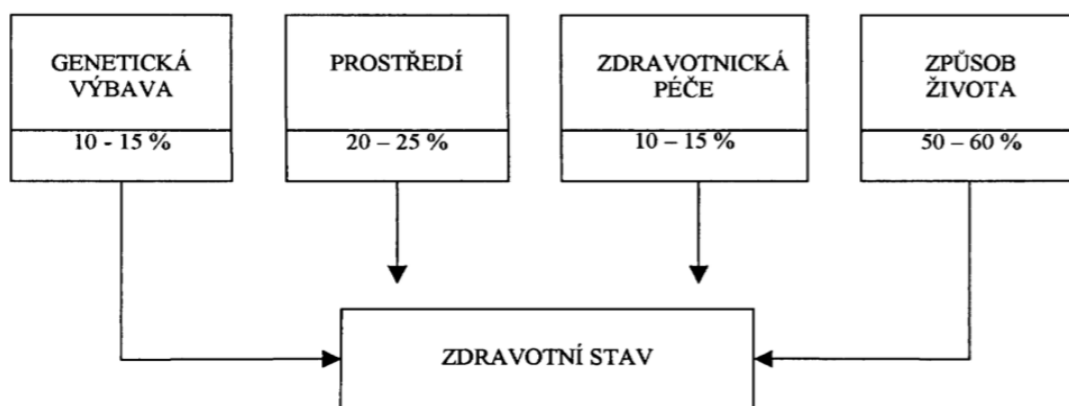 GENETICKÁ
VÝBAVA
10 - 15 %
PROSTŘEDÍ
20 – 25 %
ZDRAVOTNICKÁ
PÉČE
10 – 15 %
ZPŮSOB
ŽIVOTA
50 – 60 %
ZDRAVOTNÍ STAV